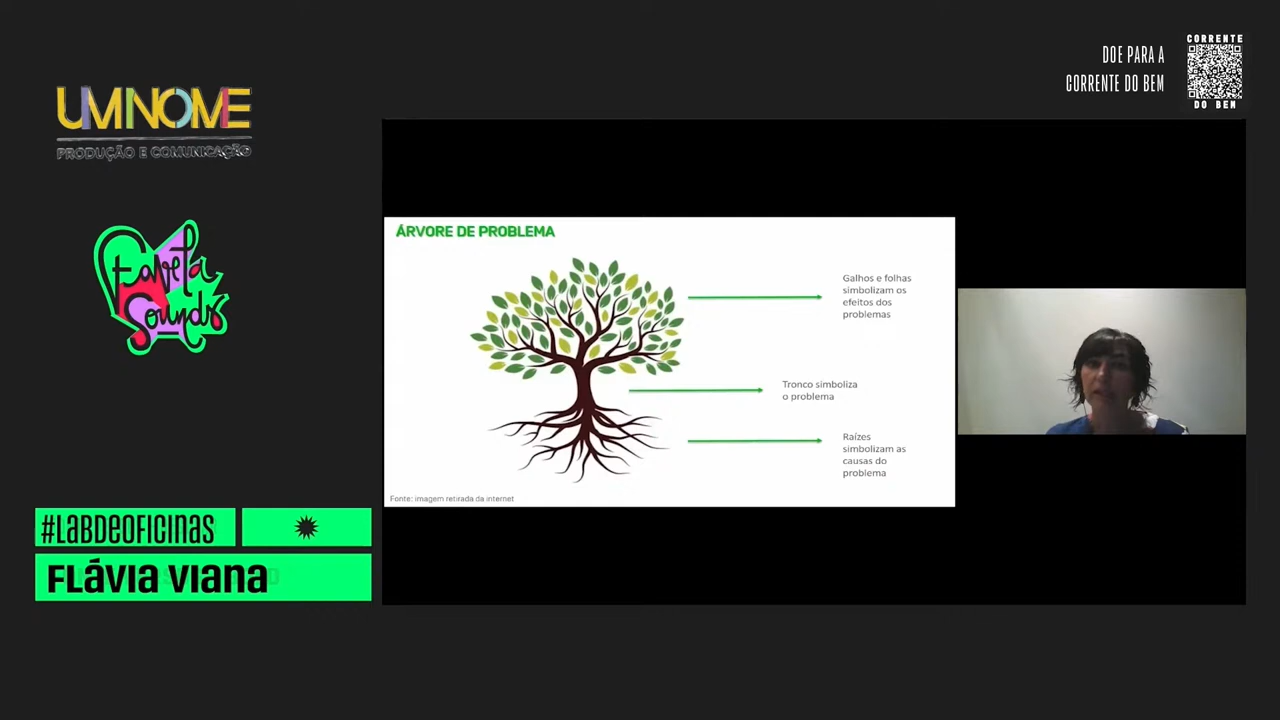 UMNOME
PRODUÇÃO E COMUNICAÇÃO
Favela
Sounds
DOE PARA A
CORRENTE DO BEM
CORRENTE
DO BEM
ÁRVORE DE PROBLEMA
Galhos e folhas
simbolizam os
efeitos dos
problemas
Tronco simboliza
o problema
Raízes
simbolizam as
causas do
problema
Fonte: imagem retirada da internet
#LABDEOFICINAS
FLÁVIA VIANA